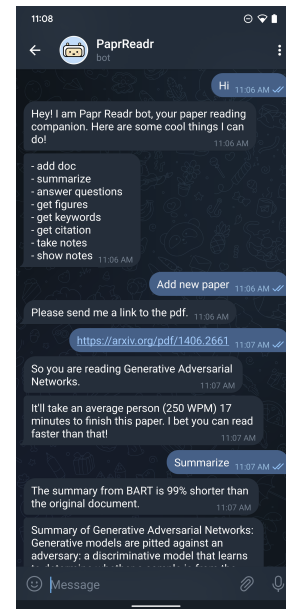 11:08
PaprReadr
bot
Hi 11:06 AM
Hey! I am Papr Readr bot, your paper reading
companion. Here are some cool things I can
do!
11:06 AM
- add doc
- summarize
- answer questions
- get figures
- get keywords
- get citation
- take notes
- show notes 11:06 AM
Add new paper 11:06 AM
Please send me a link to the pdf. 11:06 AM
https://arxiv.org/pdf/1406.2661 11:07 AM
So you are reading Generative Adversarial
Networks.
11:07 AM
It'll take an average person (250 WPM) 17
minutes to finish this paper. I bet you can read
faster than that!
11:07 AM
Summarize 11:07 AM
The summary from BART is 99% shorter than
the original document.
11:07 AM
Summary of Generative Adversarial Networks:
Generative models are pitted against an
adversary: a discriminative model that learns
to determine whether a sample is from the
Message